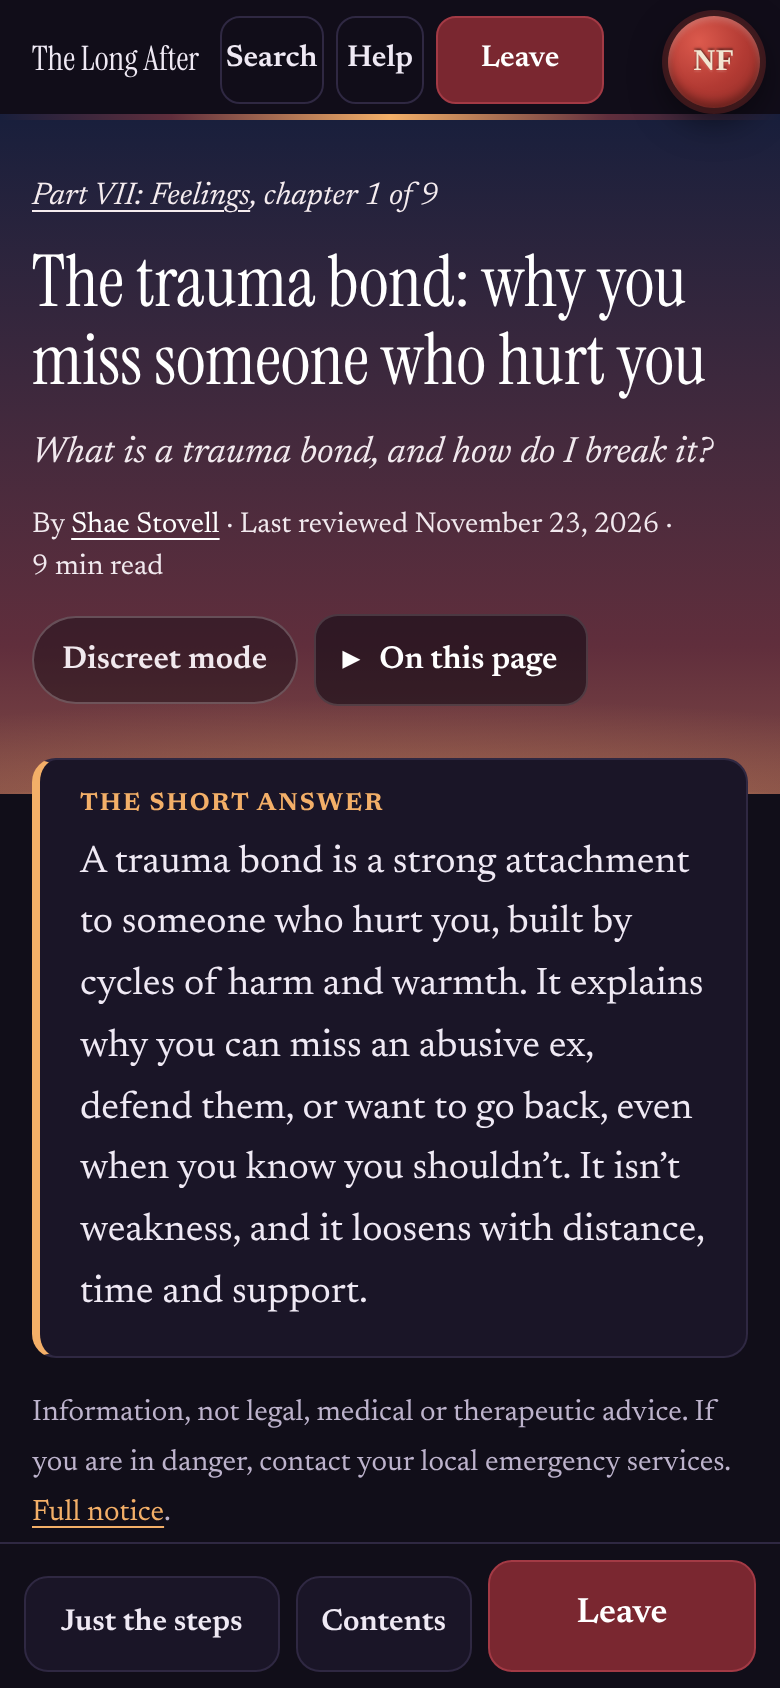 The Long After
Search
Help
Leave
NF
Part VII: Feelings, chapter 1 of 9
The trauma bond: why you
miss someone who hurt you
What is a trauma bond, and how do I break it?
By Shae Stovell · Last reviewed November 23, 2026 ·
9 min read
Discreet mode
► On this page
THE SHORT ANSWER
A trauma bond is a strong attachment
to someone who hurt you, built by
cycles of harm and warmth. It explains
why you can miss an abusive ex,
defend them, or want to go back, even
when you know you shouldn’t. It isn’t
weakness, and it loosens with distance,
time and support.
Information, not legal, medical or therapeutic advice. If
you are in danger, contact your local emergency services.
Full notice.
Just the steps
Contents
Leave